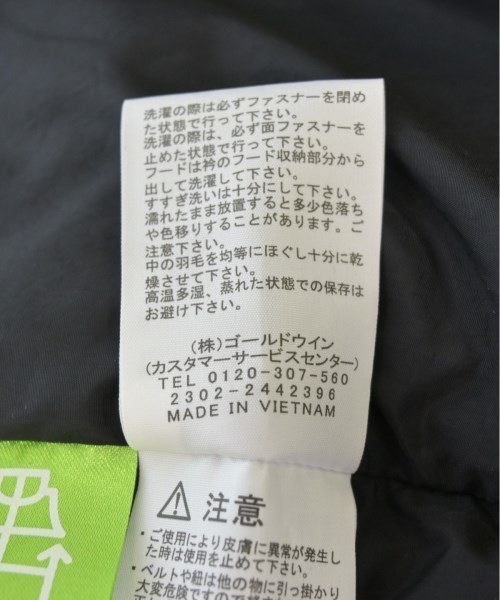 洗濯の際は必ずファスナーを閉め
た状態で行って下さい。
洗濯の際は、必ず面ファスナーを
止めた状態で行って下さい。
フードは衿のフード収納部分から
出して洗濯して下さい。
すすぎ洗いは十分にして下さい。
濡れたまま放置すると多少色落ち
や色移りすることがあります。ご
注意下さい。
中の羽毛を均等にほぐし十分に乾
燥させて下さい。
高温多湿、蒸れた状態での保存は
お避け下さい。
(株)ゴールドウイン
(カスタマーサービスセンター)
TEL 0120-307-560
2302-2442396
MADE IN VIETNAM
注意
・ご使用により皮膚に異常が発生し
た時は使用を止めて下さい。
・ベルトや紐は他の物に引っ掛かり
大変危険ですので